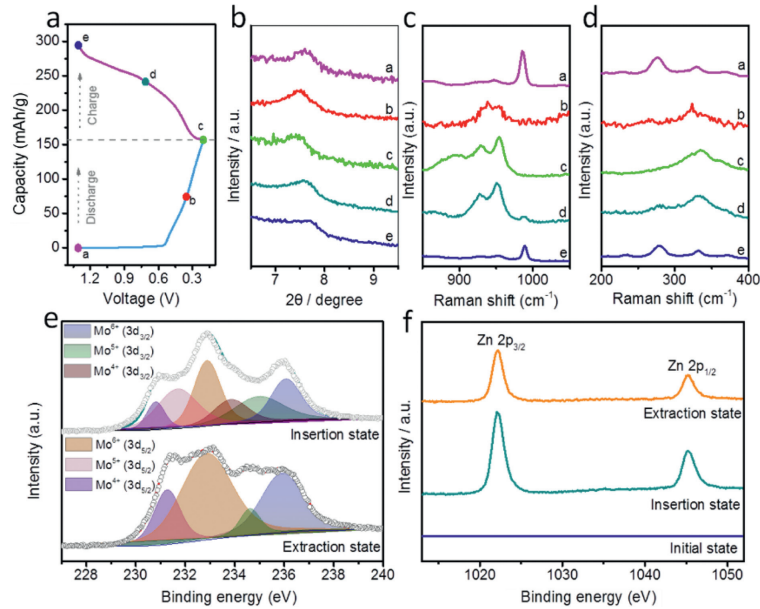 a
Capacity (mAh/g)
300
250
200
150
100
50
0
e
d
c
b
a
Charge
Discharge
1.2 0.9 0.6 0.3
Voltage (V)
b
Intensity / a.u.
a
b
c
d
e
7 8 9
2θ / degree
c
Intensity / a.u.
a
b
c
d
e
900 1000
Raman shift (cm⁻¹)
d
Intensity / a.u.
a
b
c
d
e
200 300 400
Raman shift (cm⁻¹)
e
Intensity (a.u.)
Mo⁶⁺ (3d₃/₂)
Mo⁵⁺ (3d₃/₂)
Mo⁴⁺ (3d₃/₂)
Insertion state
Mo⁶⁺ (3d₅/₂)
Mo⁵⁺ (3d₅/₂)
Mo⁴⁺ (3d₅/₂)
Extraction state
228 230 232 234 236 238 240
Binding energy (eV)
f
Intensity / a.u.
Zn 2p₃/₂
Zn 2p₁/₂
Extraction state
Insertion state
Initial state
1020 1030 1040 1050
Binding energy (eV)